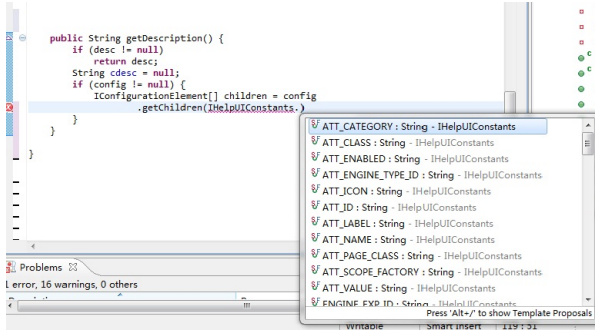 public String getDescription() {
if (desc != null)
return desc;
String cdesc = null;
if (config != null) {
IConfigurationElement[] children = config
.getChildren(IHelpUIConstants.)
}
}
}
ATT_CATEGORY : String - IHelpUIConstants
ATT_CLASS : String - IHelpUIConstants
ATT_ENABLED : String - IHelpUIConstants
ATT_ENGINE_TYPE_ID : String - IHelpUIConstants
ATT_ICON : String - IHelpUIConstants
ATT_ID : String - IHelpUIConstants
ATT_LABEL : String - IHelpUIConstants
ATT_NAME : String - IHelpUIConstants
ATT_PAGE_CLASS : String - IHelpUIConstants
ATT_SCOPE_FACTORY : String - IHelpUIConstants
ATT_VALUE : String - IHelpUIConstants
ENGINE_EXP_ID : String - IHelpUIConstants
Press 'Alt+/' to show Template Proposals
Problems
1 error, 16 warnings, 0 others
Writable Smart Insert 119 : 51